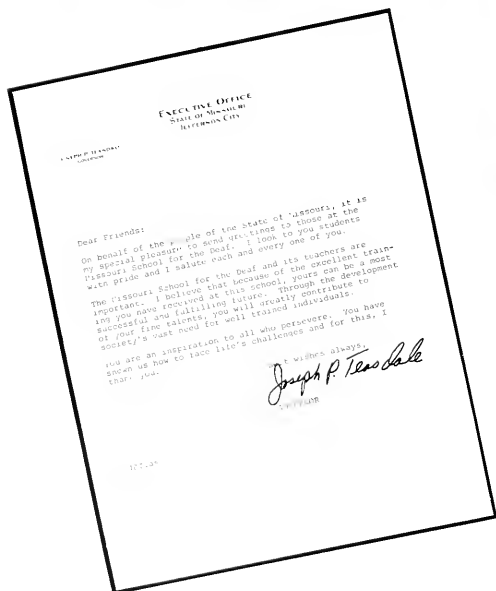 EXECUTIVE OFFICE
STATE OF MISSOURI
JEFFERSON CITY
JOSEPH P. TEASDALE
GOVERNOR
Dear Friends:
On behalf of the people of the State of Missouri, it is
my special pleasure to send greetings to those at the
Missouri School for the Deaf. I look to you students
with pride and I salute each and every one of you.
The Missouri School for the Deaf and its teachers are
important. I believe that because of the excellent train-
ing you have received at this school, yours can be a most
successful and fulfilling future. Through the development
of your fine talents, you will greatly contribute to
society's vast need for well trained individuals.
You are an inspiration to all who persevere. You have
shown us how to face life's challenges and for this, I
thank you.
wishes always,
Joseph P. Teasdale